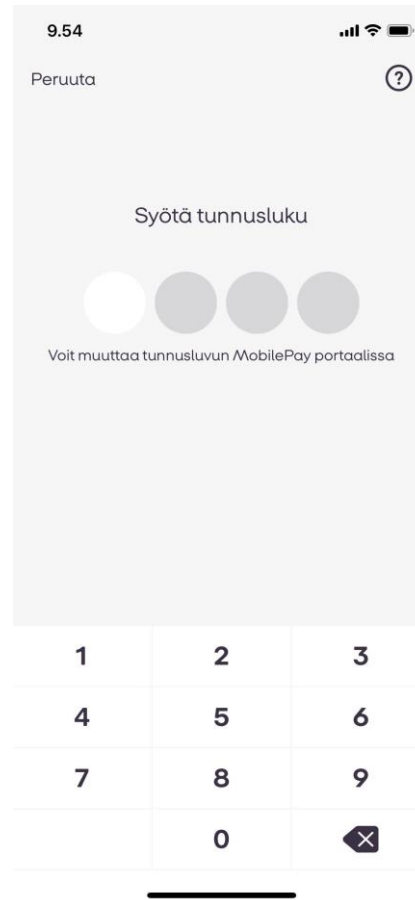 9.54
Peruuta
?
Syötä tunnusluku
Voit muuttaa tunnusluvun MobilePay portaalissa
1 2 3
4 5 6
7 8 9
0